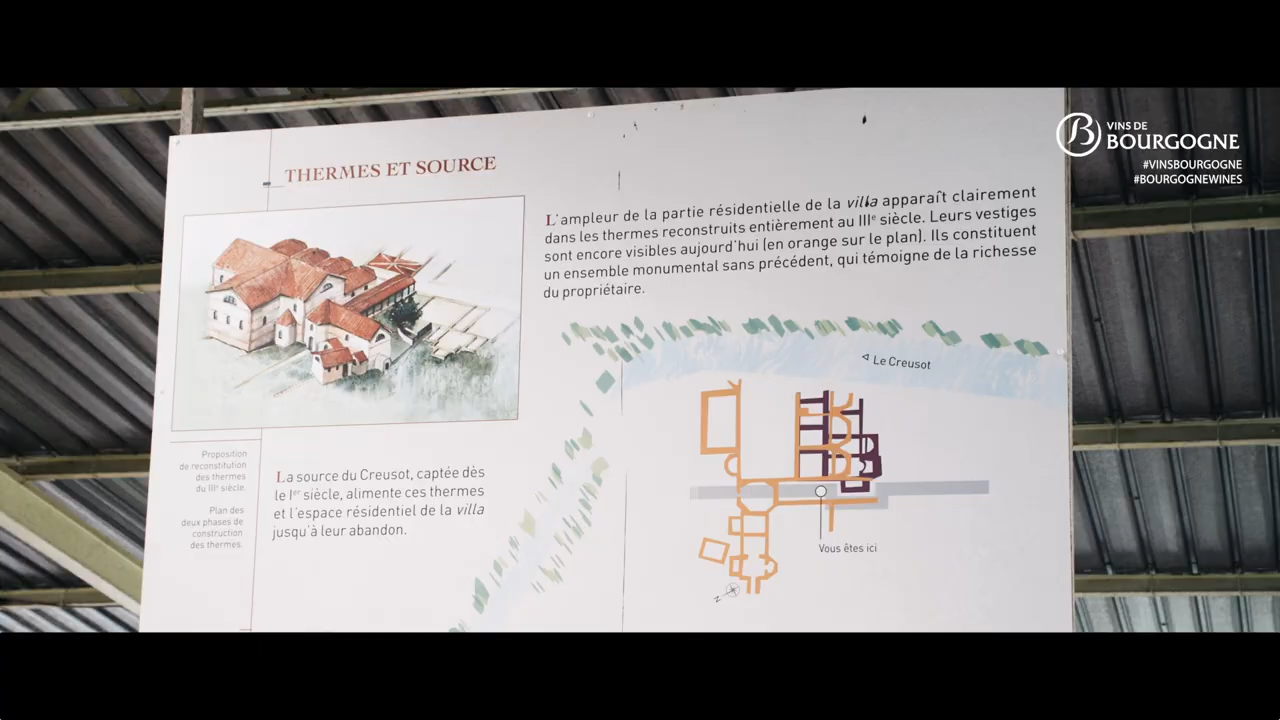 THERMES ET SOURCE
L'ampleur de la partie résidentielle de la villa apparaît clairement
dans les thermes reconstruits entièrement au IIIe siècle. Leurs vestiges
sont encore visibles aujourd'hui (en orange sur le plan). Ils constituent
un ensemble monumental sans précédent, qui témoigne de la richesse
du propriétaire.
Le Creusot
Proposition
de reconstitution
des thermes
du IIIe siècle.
Plan des
deux phases de
construction
des thermes.
La source du Creusot, captée dès
le Ier siècle, alimente ces thermes
et l'espace résidentiel de la villa
jusqu'à leur abandon.
Vous êtes ici
N
B VINS DE
BOURGOGNE
#VINSBOURGOGNE
#BOURGOGNEWINES